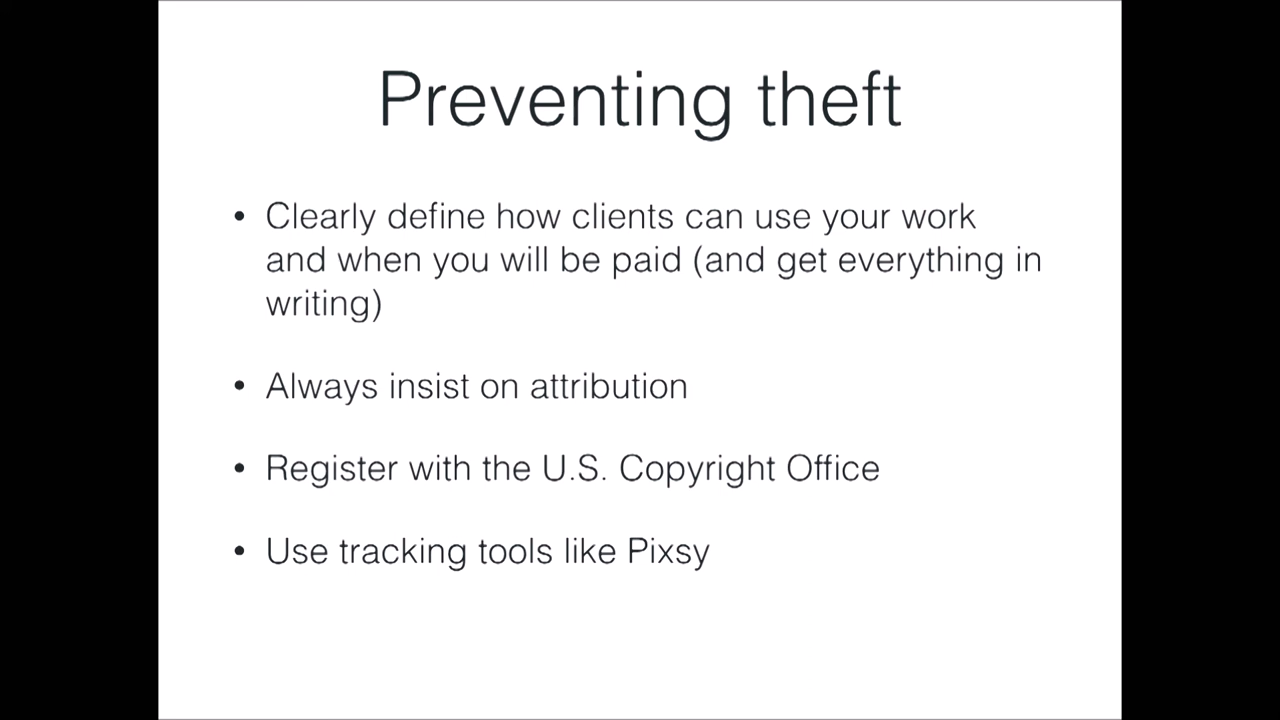 Preventing theft
• Clearly define how clients can use your work
and when you will be paid (and get everything in
writing)
• Always insist on attribution
• Register with the U.S. Copyright Office
• Use tracking tools like Pixsy